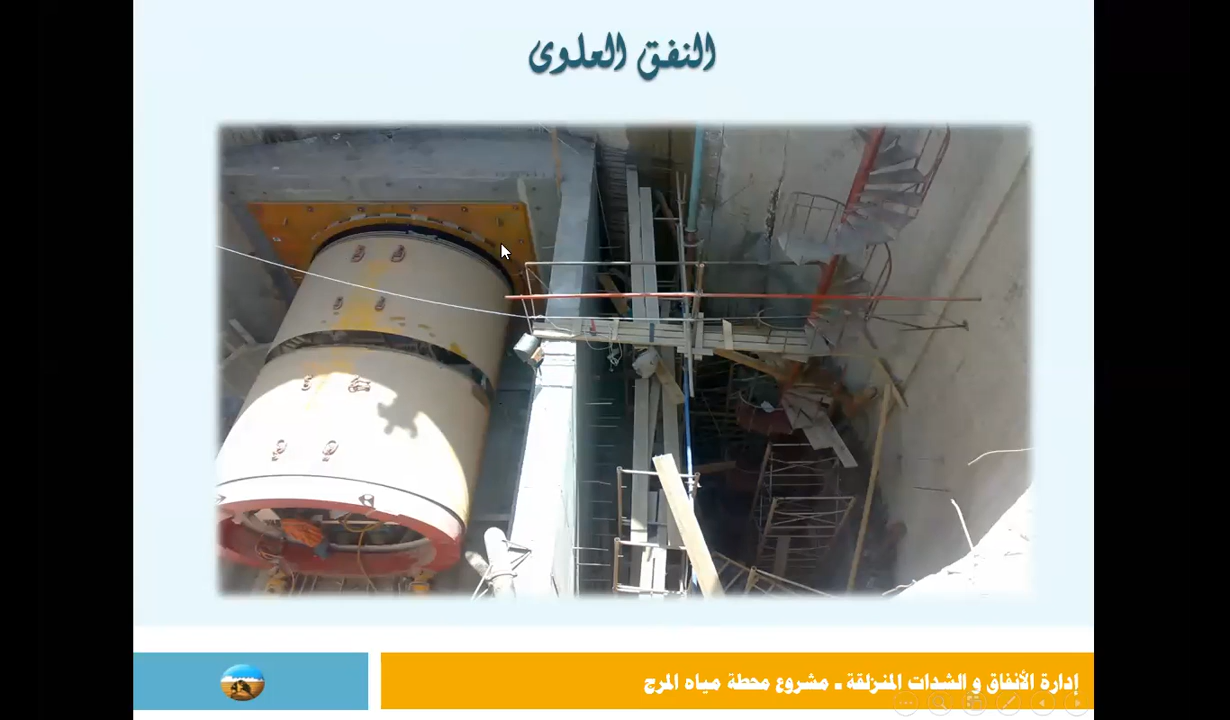 النفق العلوى
إدارة الأنفاق و الشدات المنزلقة ـ مشروع محطة مياه المرج